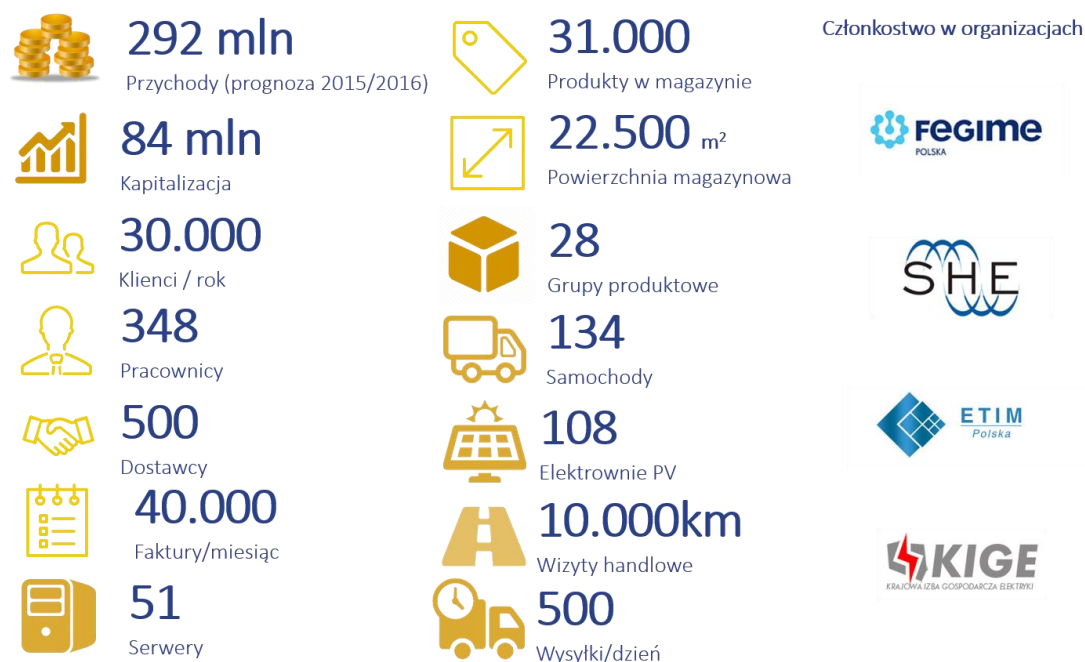 292 mln
Przychody (prognoza 2015/2016)
84 mln
Kapitalizacja
30.000
Klienci / rok
348
Pracownicy
500
Dostawcy
40.000
Faktury/miesiąc
51
Serwery
31.000
Produkty w magazynie
22.500 m²
Powierzchnia magazynowa
28
Grupy produktowe
134
Samochody
108
Elektrownie PV
10.000km
Wizyty handlowe
500
Wysyłki/dzień
Członkostwo w organizacjach
FEGIME
POLSKA
SHE
ETIM
Polska
KIGE
KRAJOWA IZBA GOSPODARCZA ELEKTRYKI